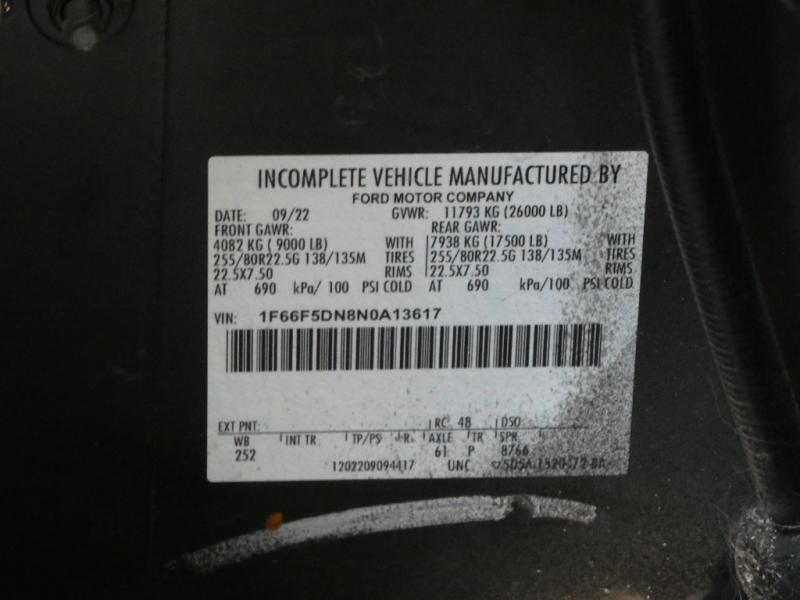 INCOMPLETE VEHICLE MANUFACTURED BY
FORD MOTOR COMPANY
DATE: 09/22 GVWR: 11793 KG (26000 LB)
FRONT GAWR: REAR GAWR:
4082 KG ( 9000 LB) WITH 7938 KG (17500 LB) WITH
255/80R22.5G 138/135M TIRES 255/80R22.5G 138/135M TIRES
22.5X7.50 RIMS 22.5X7.50 RIMS
AT 690 kPa/ 100 PSI COLD AT 690 kPa/100 PSI COLD
VIN: 1F66F5DN8N0A13617
EXT PNT: RC 48 DSO
WB INT TR TP/PS R AXLE TR SPR
252 61 P 8766
1202209094417 UNC